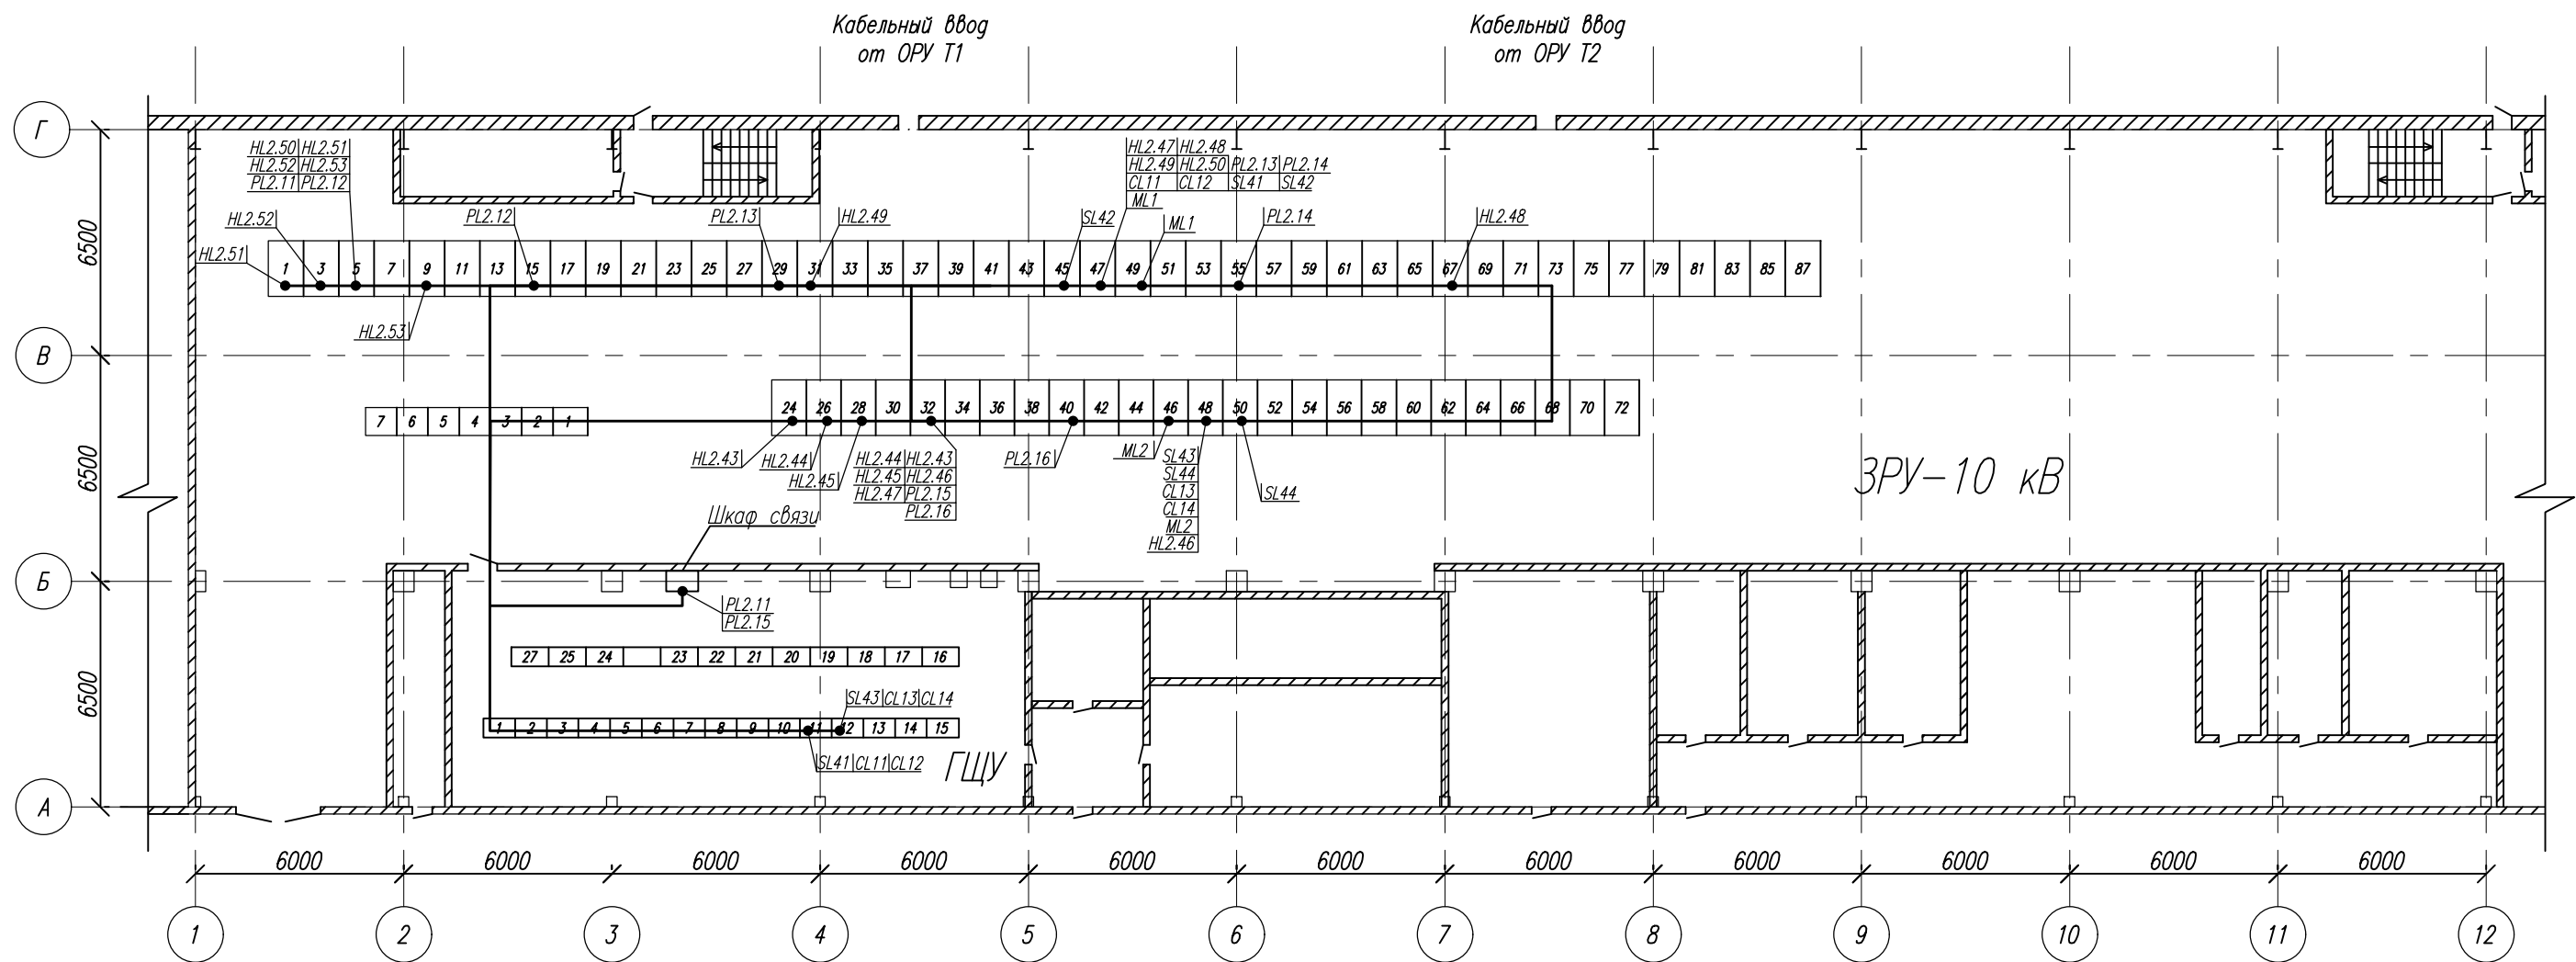 Кабельный ввод
от ОРУ Т1
Кабельный ввод
от ОРУ Т2
Г
HL2.50 HL2.51
HL2.52 HL2.53
PL2.11 PL2.12
HL2.47 HL2.48
HL2.49 HL2.50 PL2.13 PL2.14
CL11 CL12 SL41 SL42
ML1
HL2.52 PL2.12 PL2.13 HL2.49 SL42 ML1 PL2.14 HL2.48
6500
HL2.51
1 3 5 7 9 11 13 15 17 19 21 23 25 27 29 31 33 35 37 39 41 43 45 47 49 51 53 55 57 59 61 63 65 67 69 71 73 75 77 79 81 83 85 87
HL2.53
В
24 26 28 30 32 34 36 38 40 42 44 46 48 50 52 54 56 58 60 62 64 66 68 70 72
7 6 5 4 3 2 1
6500
HL2.43 HL2.44 HL2.45
HL2.44 HL2.43
HL2.45 HL2.46
HL2.47 PL2.15
PL2.16
PL2.16
ML2
SL43
SL44
CL13
CL14
ML2
HL2.46
SL44
ЗРУ-10 кВ
Шкаф связи
Б
PL2.11
PL2.15
6500
27 25 24 23 22 21 20 19 18 17 16
SL43 CL13 CL14
1 2 3 4 5 6 7 8 9 10 11 12 13 14 15
SL41 CL11 CL12
ГЩУ
А
6000 6000 6000 6000 6000 6000 6000 6000 6000 6000 6000
1 2 3 4 5 6 7 8 9 10 11 12